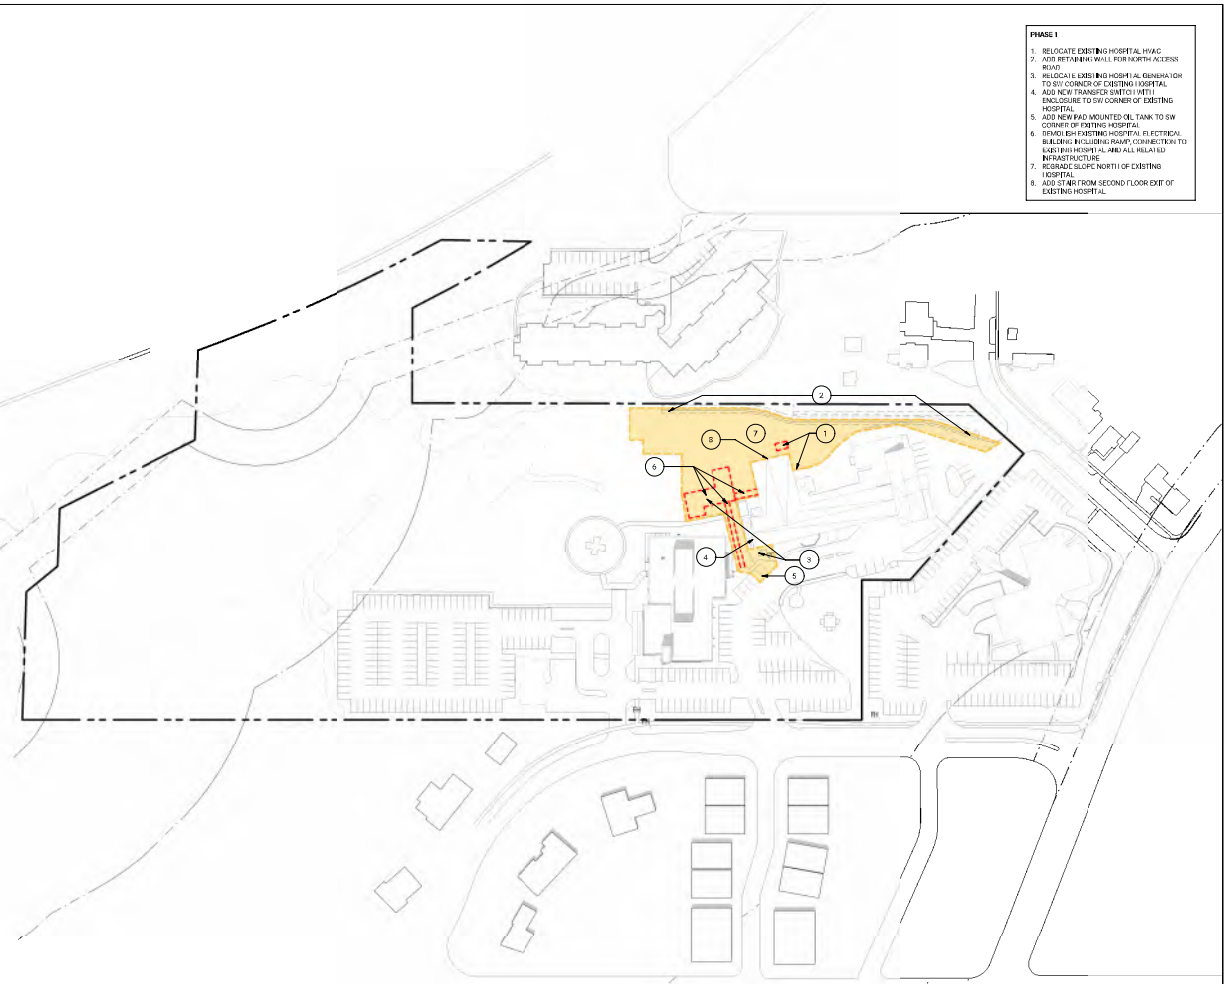 PHASE 1
1. RELOCATE EXISTING HOSPITAL HVAC
2. ADD RETAINING WALL FOR NORTH ACCESS
ROAD
3. RELOCATE EXISTING HOSPITAL GENERATOR
TO SW CORNER OF EXISTING HOSPITAL
4. ADD NEW TRANSFER SWITCH WITH
ENCLOSURE TO SW CORNER OF EXISTING
HOSPITAL
5. ADD NEW PAD MOUNTED OIL TANK TO SW
CORNER OF EXITING HOSPITAL
6. DEMOLISH EXISTING HOSPITAL ELECTRICAL
BUILDING INCLUDING RAMP, CONNECTION TO
EXISTING HOSPITAL AND ALL RELATED
INFRASTRUCTURE
7. REGRADE SLOPE NORTH OF EXISTING
HOSPITAL
8. ADD STAIR FROM SECOND FLOOR EXIT OF
EXISTING HOSPITAL
2
7
1
8
6
4
3
5